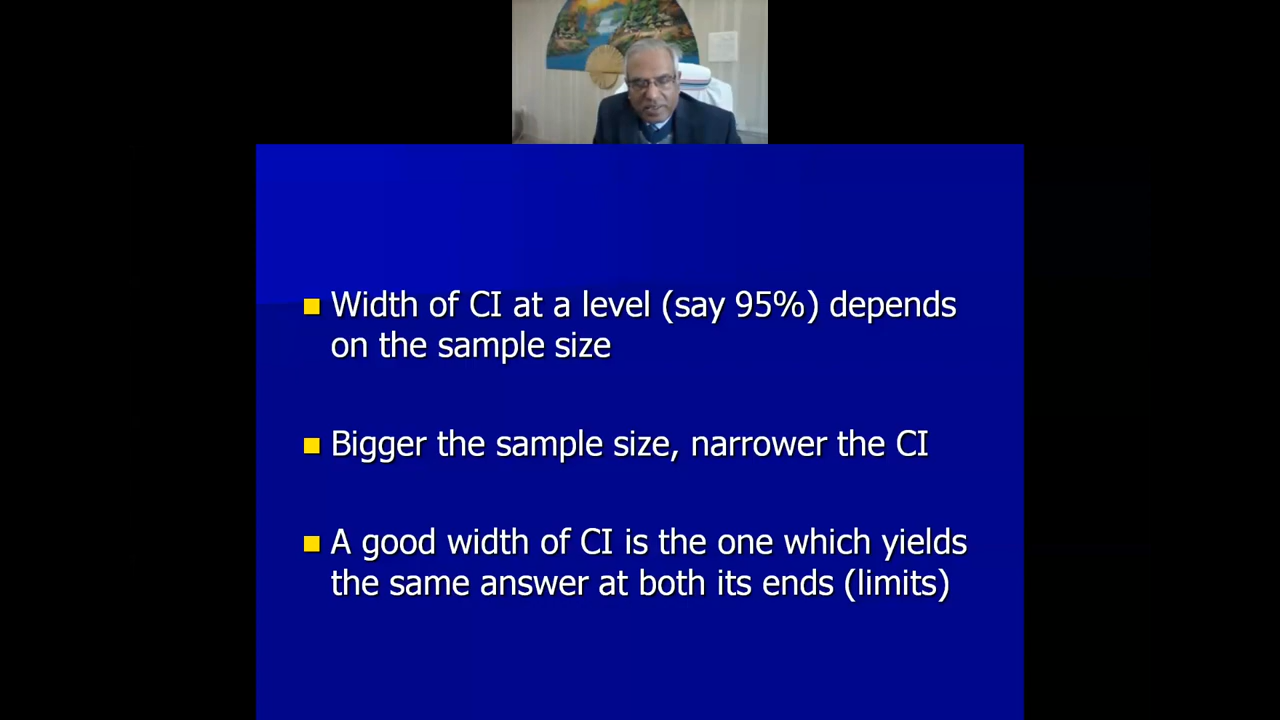 Width of CI at a level (say 95%) depends
on the sample size
Bigger the sample size, narrower the CI
A good width of CI is the one which yields
the same answer at both its ends (limits)